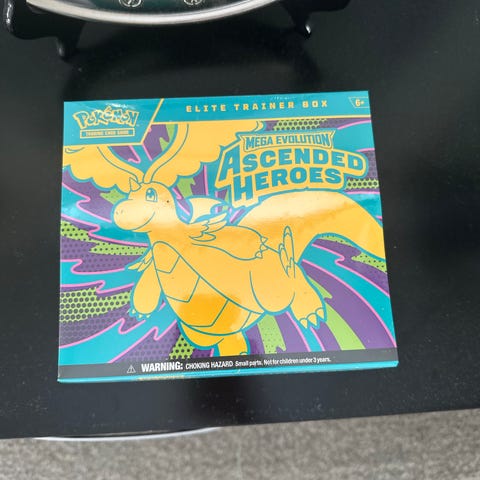 ELITE TRAINER BOX
6+
POKéMON
TRADING CARD GAME
MEGA EVOLUTION
ASCENDED
HEROES
WARNING: CHOKING HAZARD Small parts. Not for children under 3 years.